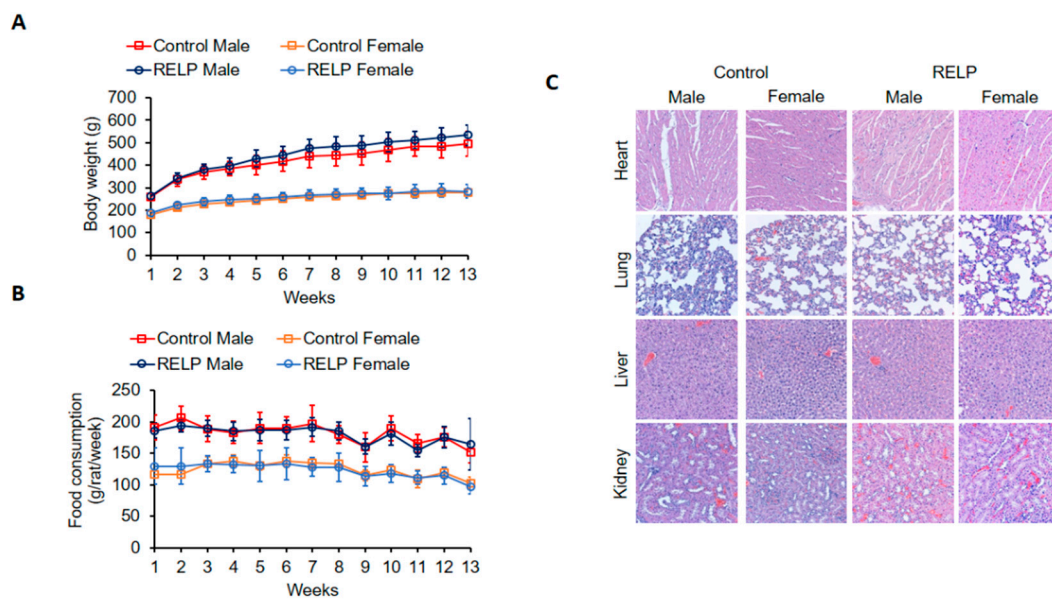 A
Control Male
Control Female
RELP Male
RELP Female
700
600
500
400
300
200
100
0
Body weight (g)
1 2 3 4 5 6 7 8 9 10 11 12 13
Weeks
B
Control Male
Control Female
RELP Male
RELP Female
250
200
150
100
50
0
Food consumption
(g/rat/week)
1 2 3 4 5 6 7 8 9 10 11 12 13
Weeks
C
Control
RELP
Male
Female
Male
Female
Heart
Lung
Liver
Kidney